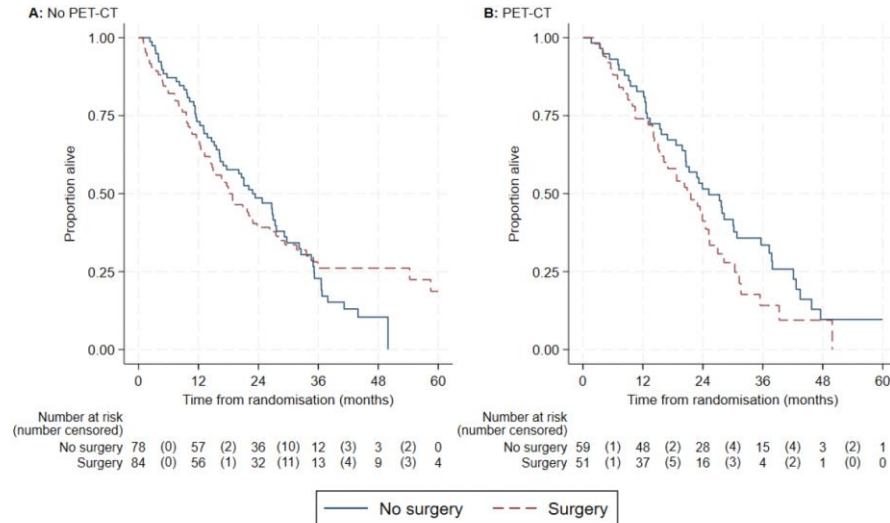 A: No PET-CT
1.00
0.75
0.50
0.25
0.00
Proportion alive
0 12 24 36 48 60
Time from randomisation (months)
Number at risk
(number censored)
No surgery 78 (0) 57 (2) 36 (10) 12 (3) 3 (2) 0
Surgery 84 (0) 56 (1) 32 (11) 13 (4) 9 (3) 4
B: PET-CT
1.00
0.75
0.50
0.25
0.00
Proportion alive
0 12 24 36 48 60
Time from randomisation (months)
Number at risk
(number censored)
No surgery 59 (1) 48 (2) 28 (4) 15 (4) 3 (2) 1
Surgery 51 (1) 37 (5) 16 (3) 4 (2) 1 (0) 0
No surgery Surgery